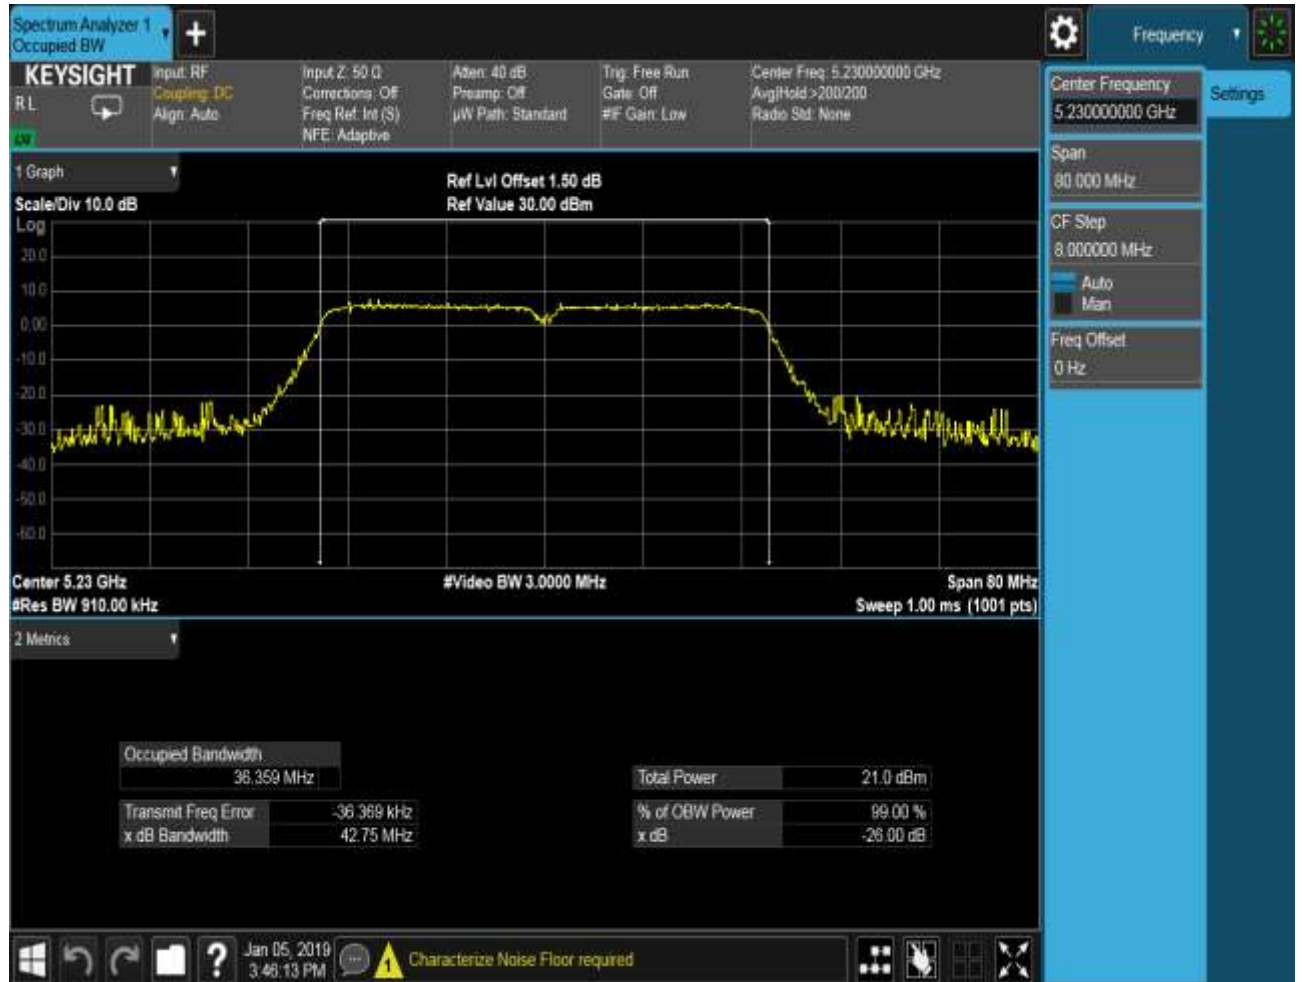 Spectrum Analyzer 1
Occupied BW
+
Frequency
KEYSIGHT
RL
Input: RF
Coupling: DC
Align: Auto
Input Z: 50 Ω
Corrections: Off
Freq Ref: Int (S)
NFE: Adaptive
Atten: 40 dB
Preamp: Off
µW Path: Standard
Trig: Free Run
Gate: Off
#IF Gain: Low
Center Freq: 5.230000000 GHz
Avg|Hold:>200/200
Radio Std: None
Center Frequency
5.230000000 GHz
Settings
Span
80.000 MHz
CF Step
8.000000 MHz
Auto
Man
Freq Offset
0 Hz
1 Graph
Scale/Div 10.0 dB
Ref Lvl Offset 1.50 dB
Ref Value 30.00 dBm
Log
20.0
10.0
0.00
-10.0
-20.0
-30.0
-40.0
-50.0
-60.0
Center 5.23 GHz
#Video BW 3.0000 MHz
Span 80 MHz
#Res BW 910.00 kHz
Sweep 1.00 ms (1001 pts)
2 Metrics
Occupied Bandwidth
36.359 MHz
Total Power 21.0 dBm
Transmit Freq Error -36.369 kHz
% of OBW Power 99.00 %
x dB Bandwidth 42.75 MHz
x dB -26.00 dB
?
Jan 05, 2019
3:46:13 PM
1
Characterize Noise Floor required